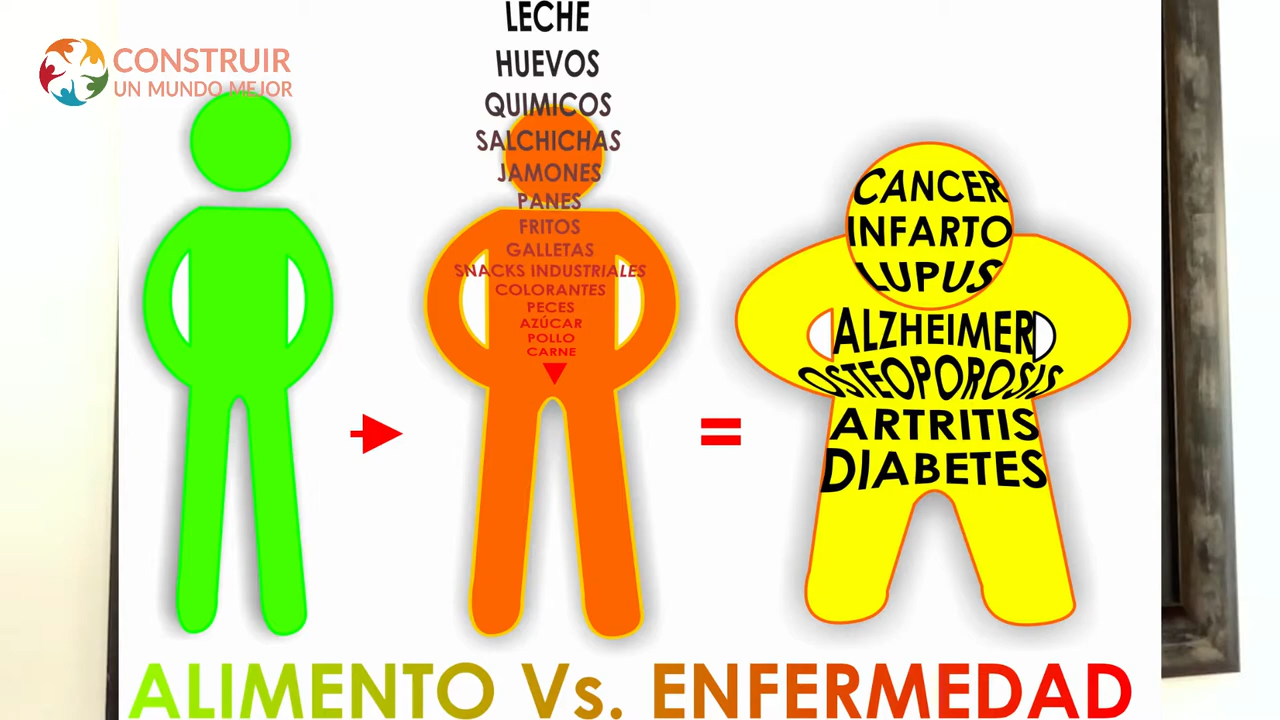 CONSTRUIR
UN MUNDO MEJOR
LECHE
HUEVOS
QUIMICOS
SALCHICHAS
JAMONES
PANES
FRITOS
GALLETAS
SNACKS INDUSTRIALES
COLORANTES
PECES
AZÚCAR
POLLO
CARNE
=
CANCER
INFARTO
LUPUS
ALZHEIMER
OSTEOPOROSIS
ARTRITIS
DIABETES
ALIMENTO Vs. ENFERMEDAD